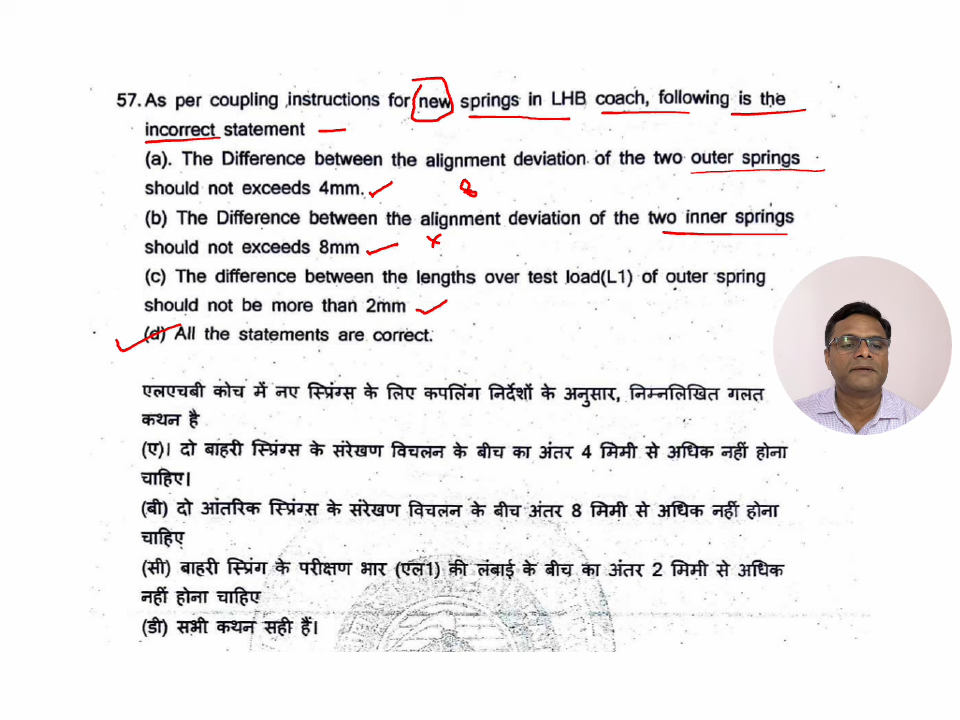 57. As per coupling instructions for new springs in LHB coach, following is the
incorrect statement
(a). The Difference between the alignment deviation of the two outer springs
should not exceeds 4mm.
(b) The Difference between the alignment deviation of the two inner springs
should not exceeds 8mm
(c) The difference between the lengths over test load(L1) of outer spring
should not be more than 2mm
(d) All the statements are correct.
एलएचबी कोच में नए स्प्रिंग्स के लिए कपलिंग निर्देशों के अनुसार, निम्नलिखित गलत
कथन है
(ए)। दो बाहरी स्प्रिंग्स के संरेखण विचलन के बीच का अंतर 4 मिमी से अधिक नहीं होना
चाहिए।
(बी) दो आंतरिक स्प्रिंग्स के संरेखण विचलन के बीच अंतर 8 मिमी से अधिक नहीं होना
चाहिए
(सी) बाहरी स्प्रिंग के परीक्षण भार (एल1) की लंबाई के बीच का अंतर 2 मिमी से अधिक
नहीं होना चाहिए
(डी) सभी कथन सही हैं।